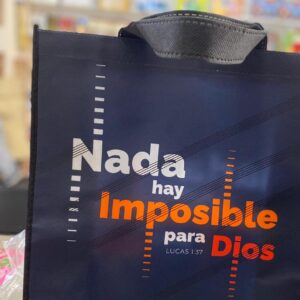 Nada
hay
Imposible
para Dios
LUCAS 1 37